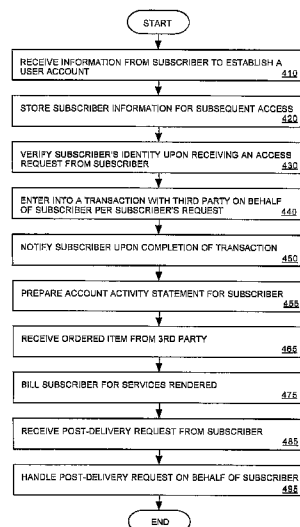 START
RECEIVE INFORMATION FROM SUBSCRIBER TO ESTABLISH A
USER ACCOUNT 410
STORE SUBSCRIBER INFORMATION FOR SUBSEQUENT ACCESS
420
VERIFY SUBSCRIBER'S IDENTITY UPON RECEIVING AN ACCESS
REQUEST FROM SUBSCRIBER 430
ENTER INTO A TRANSACTION WITH THIRD PARTY ON BEHALF
OF SUBSCRIBER PER SUBSCRIBER'S REQUEST 440
NOTIFY SUBSCRIBER UPON COMPLETION OF TRANSACTION
450
PREPARE ACCOUNT ACTIVITY STATEMENT FOR SUBSCRIBER
455
RECEIVE ORDERED ITEM FROM 3RD PARTY
465
BILL SUBSCRIBER FOR SERVICES RENDERED
475
RECEIVE POST-DELIVERY REQUEST FROM SUBSCRIBER
485
HANDLE POST-DELIVERY REQUEST ON BEHALF OF SUBSCRIBER
495
END